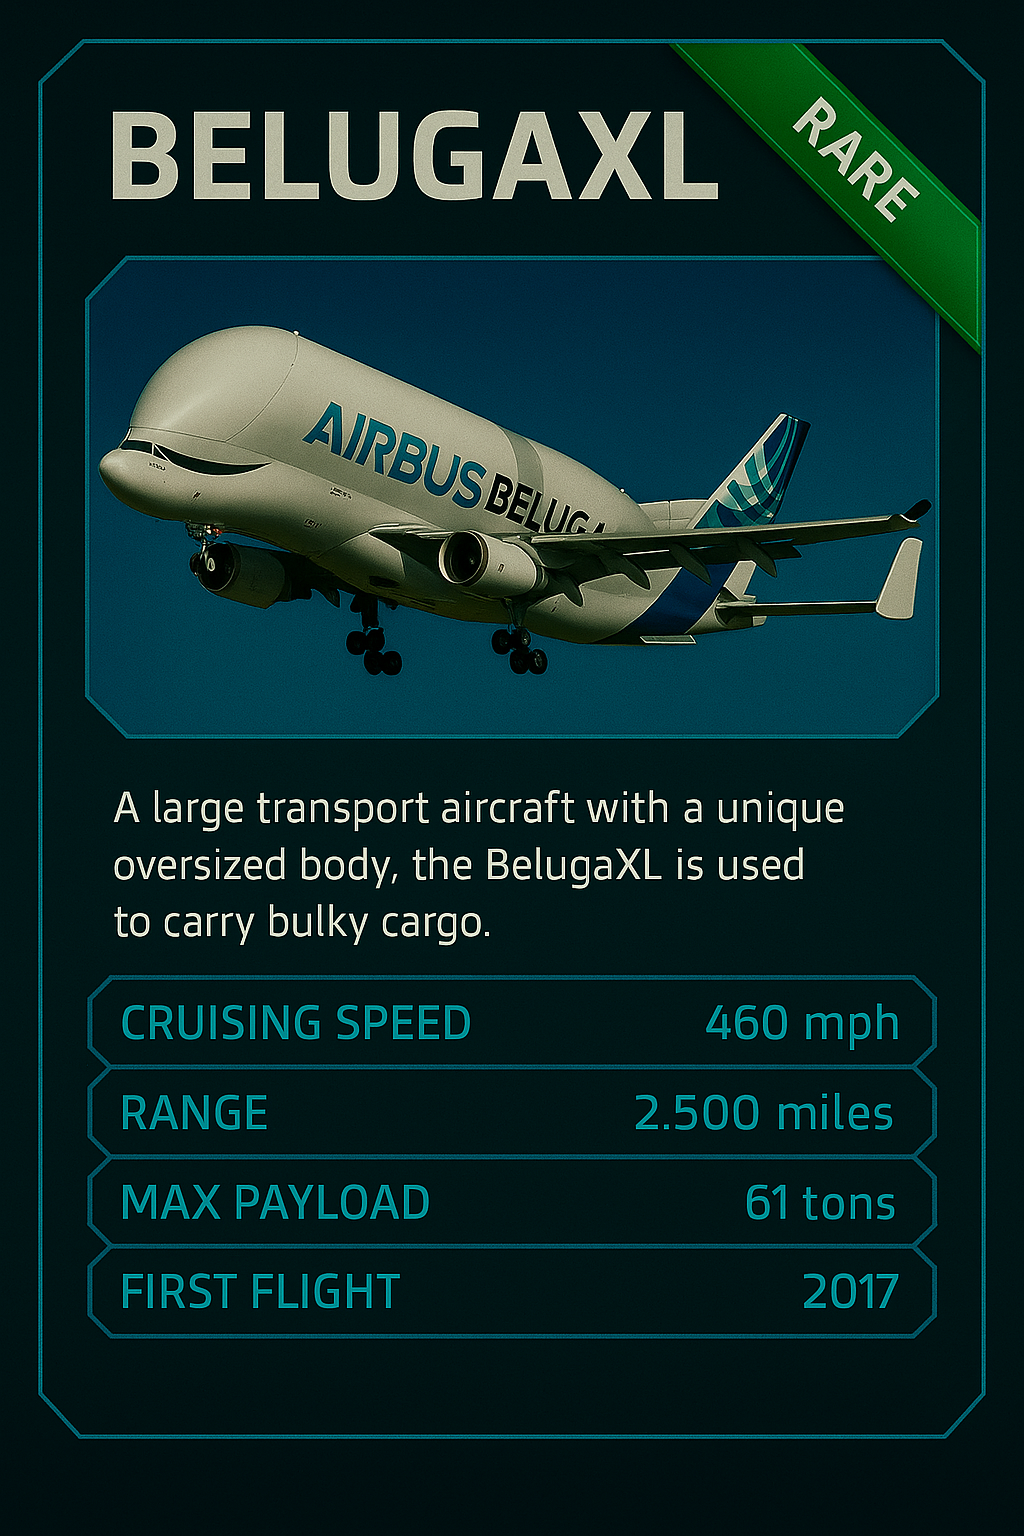 BELUGAXL
RARE
AIRBUS BELUGA
A large transport aircraft with a unique
oversized body, the BelugaXL is used
to carry bulky cargo.
CRUISING SPEED 460 mph
RANGE 2.500 miles
MAX PAYLOAD 61 tons
FIRST FLIGHT 2017